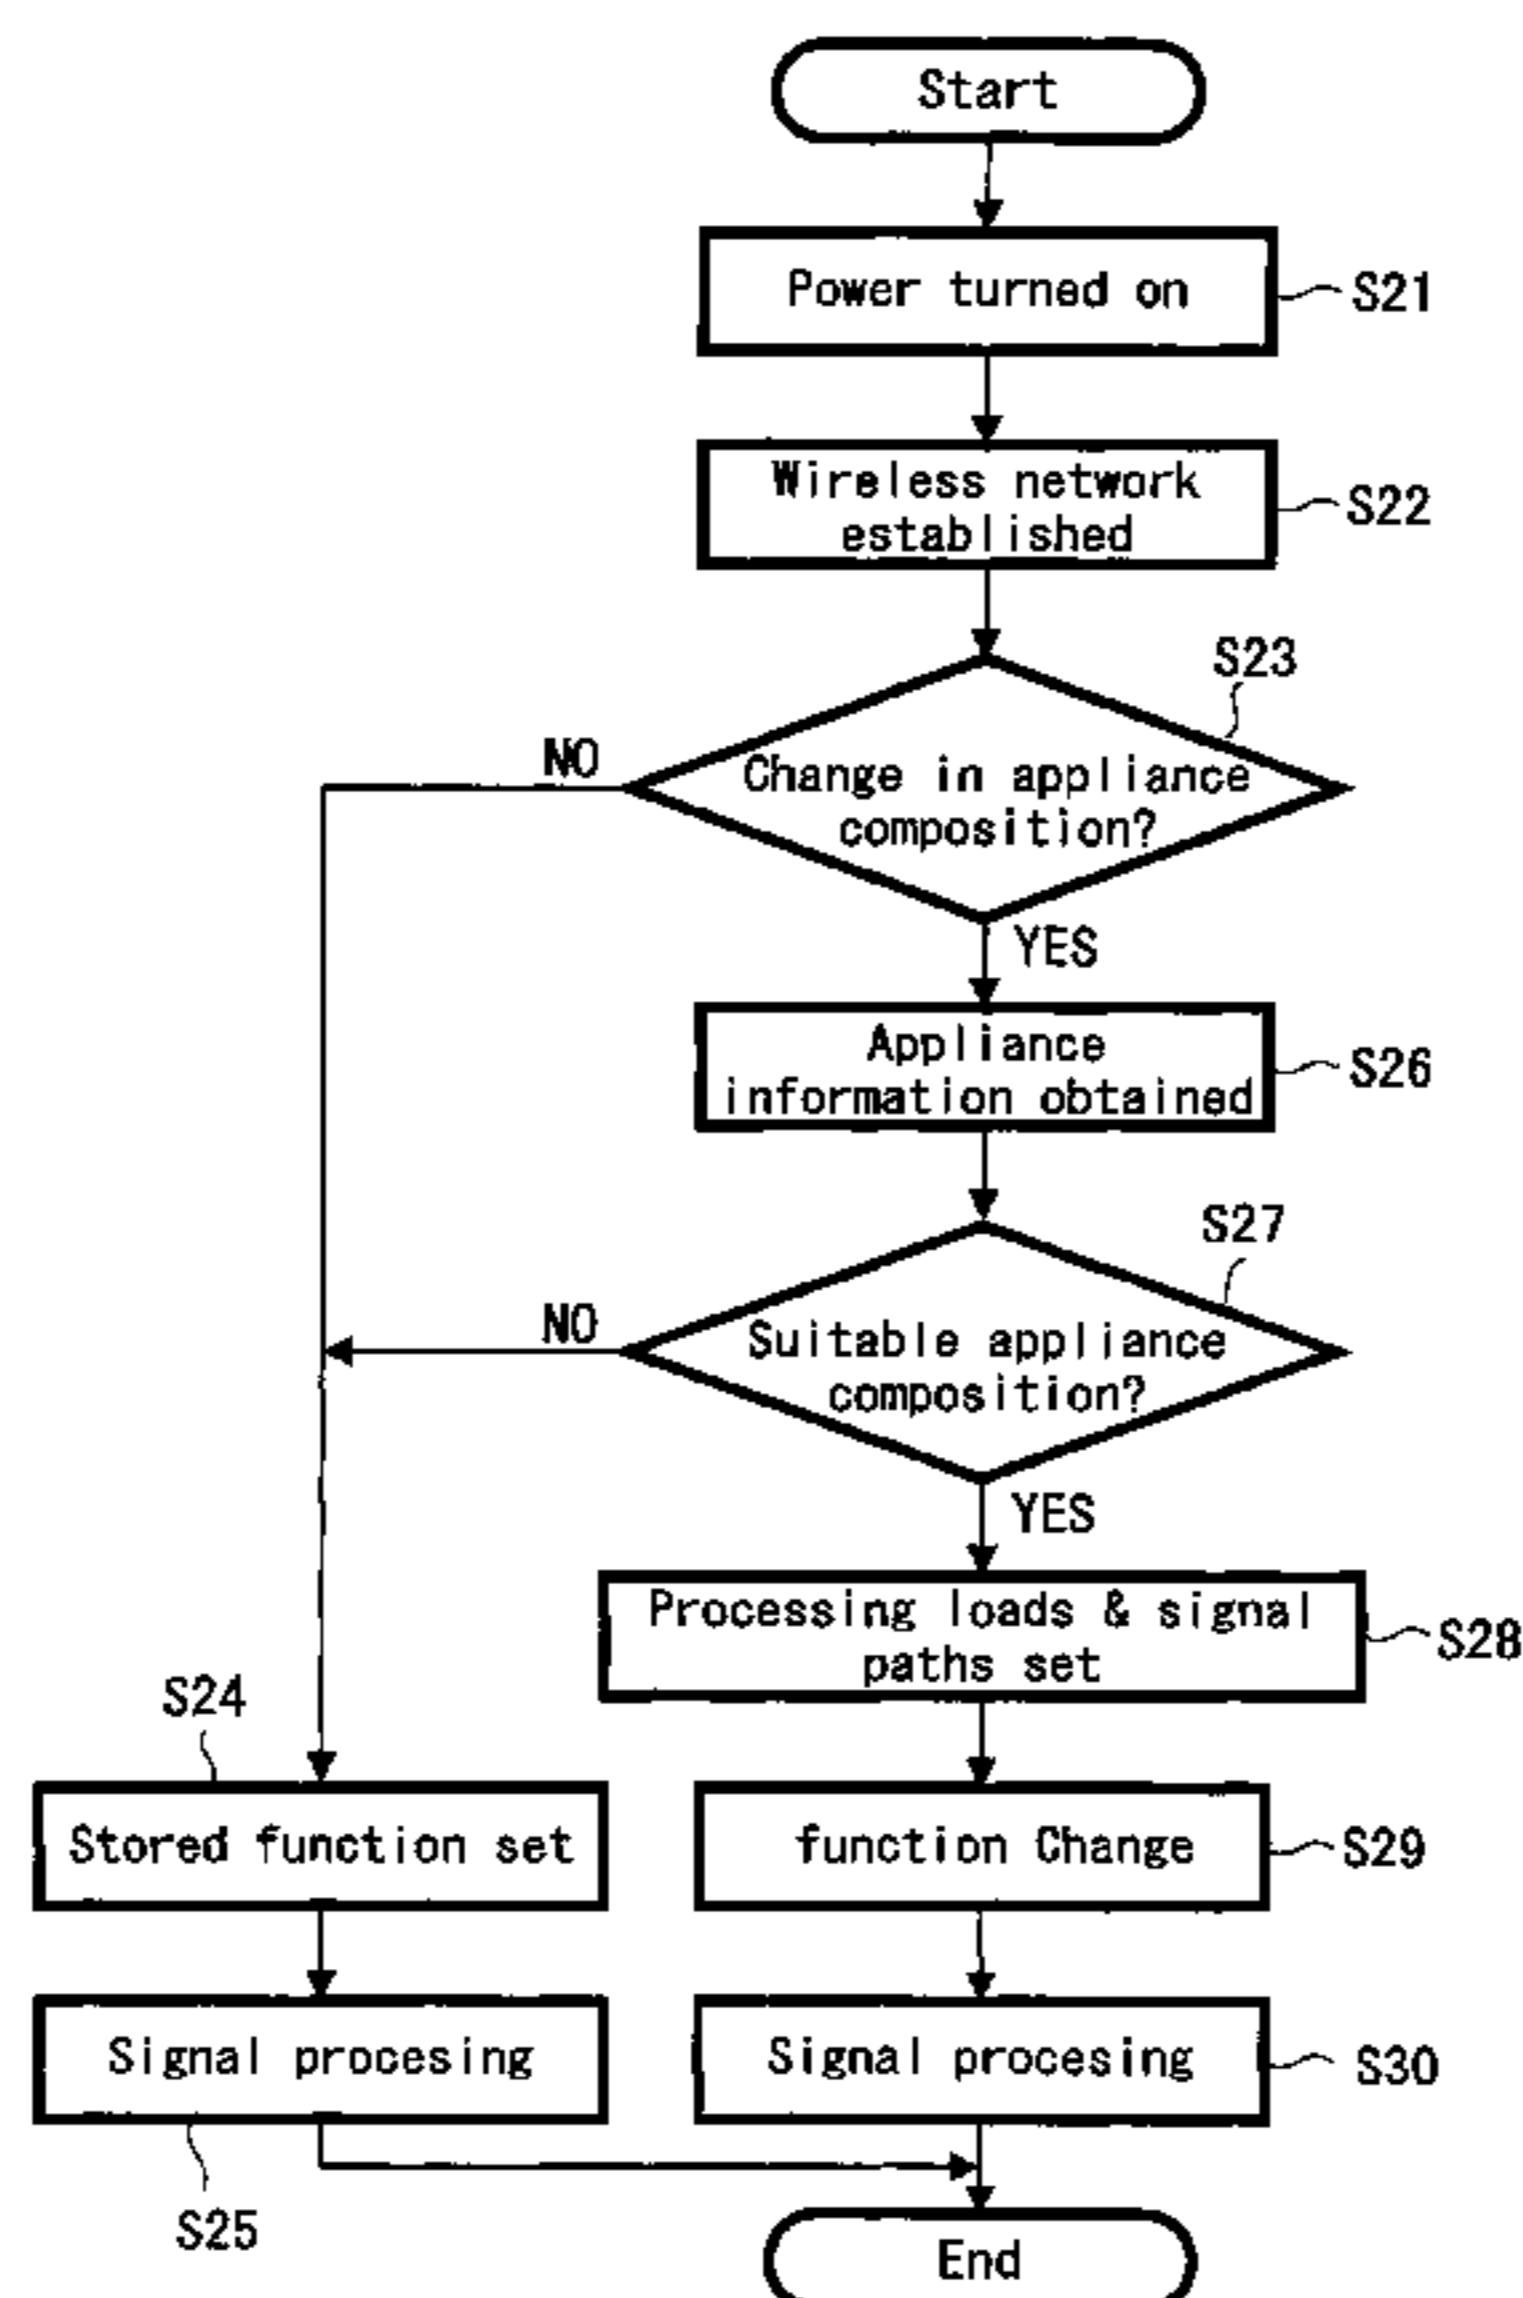 Start
Power turned on
S21
Wireless network
established
S22
S23
NO
Change in appliance
composition?
YES
Appliance
information obtained
S26
S27
NO
Suitable appliance
composition?
YES
Processing loads & signal
paths set
S28
S24
Stored function set
function Change
S29
Signal procesing
Signal procesing
S30
S25
End